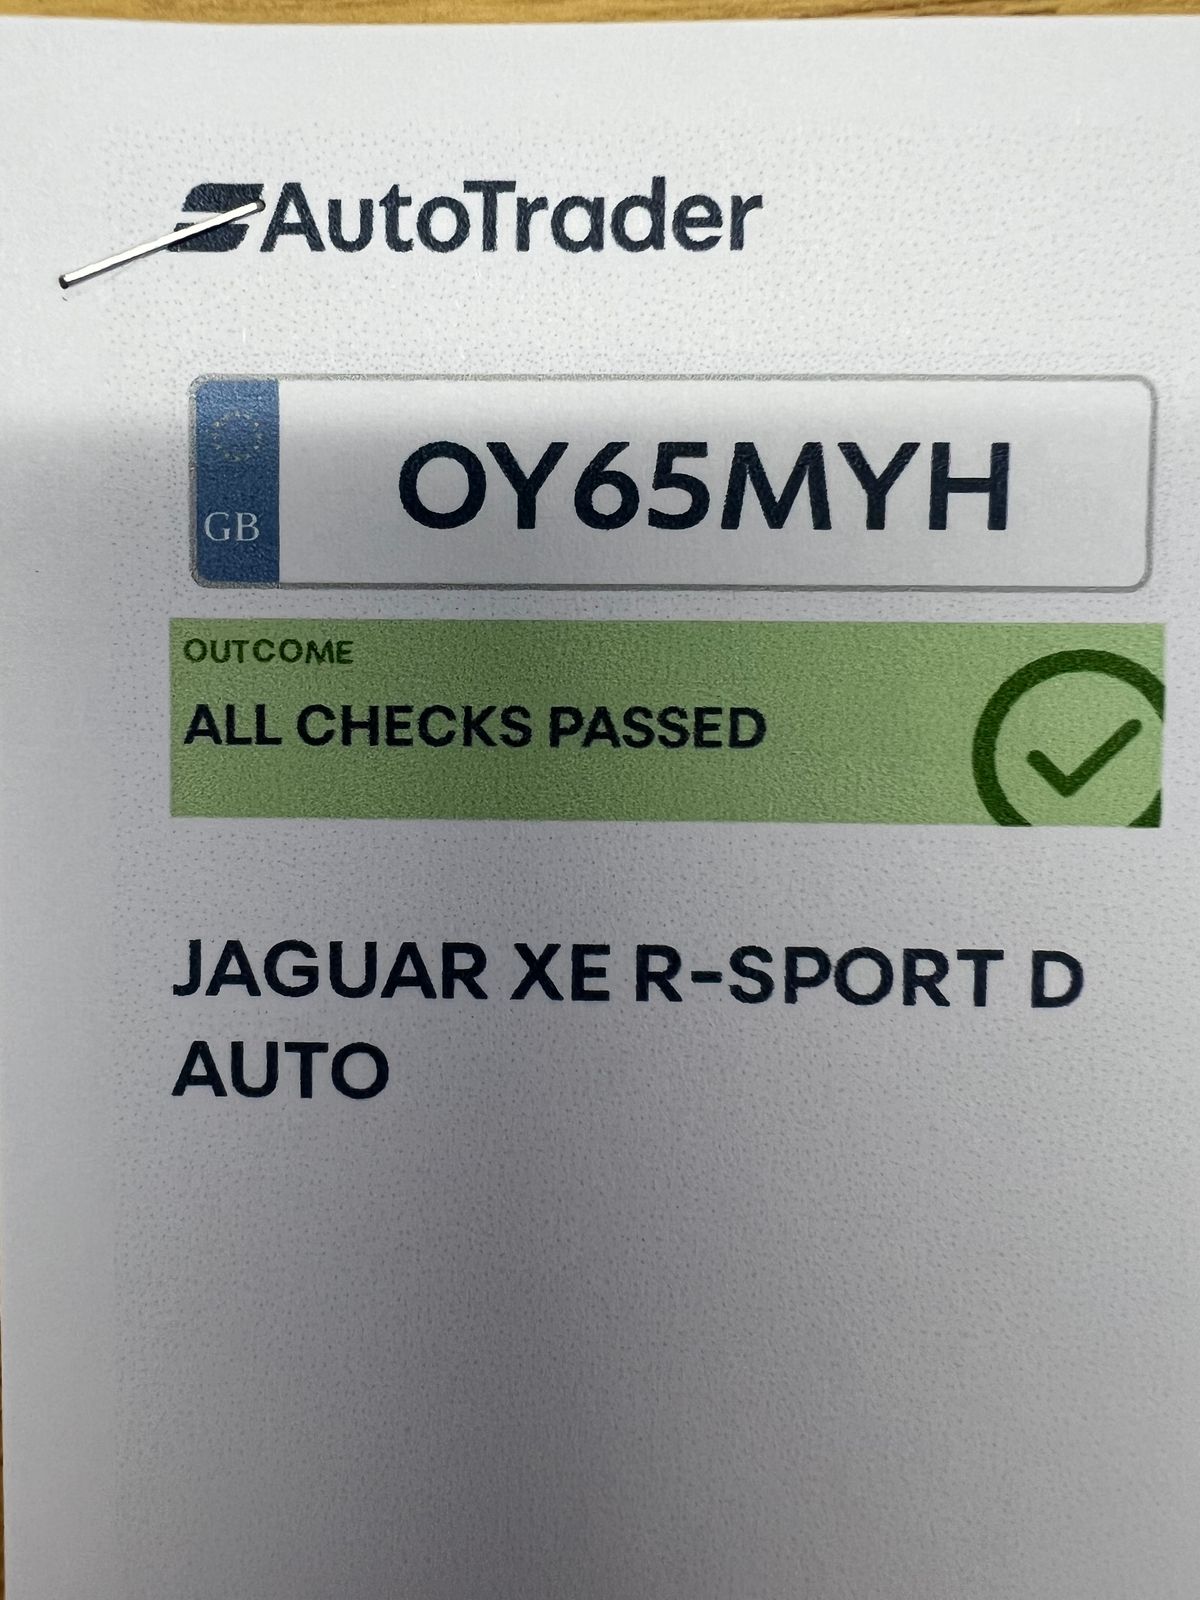 AutoTrader
GB
OY65MYH
OUTCOME
ALL CHECKS PASSED
JAGUAR XE R-SPORT D
AUTO